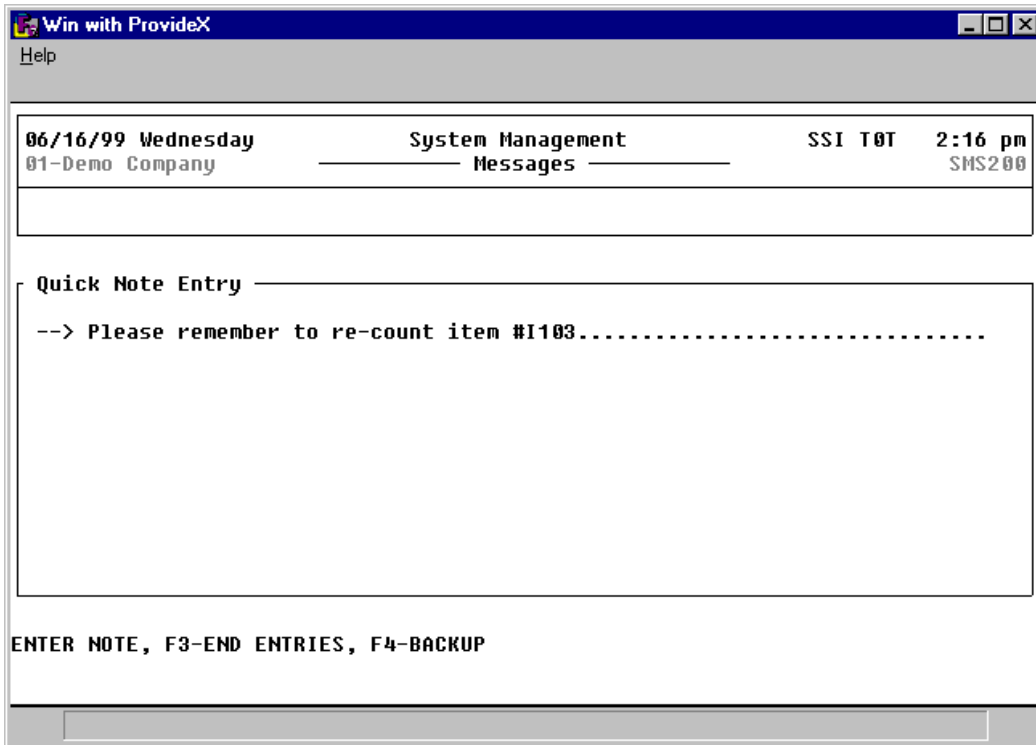 Win with ProvideX
Help
06/16/99 Wednesday System Management SSI T0T 2:16 pm
01-Demo Company Messages SMS200
Quick Note Entry
--> Please remember to re-count item #I103................................
ENTER NOTE, F3-END ENTRIES, F4-BACKUP